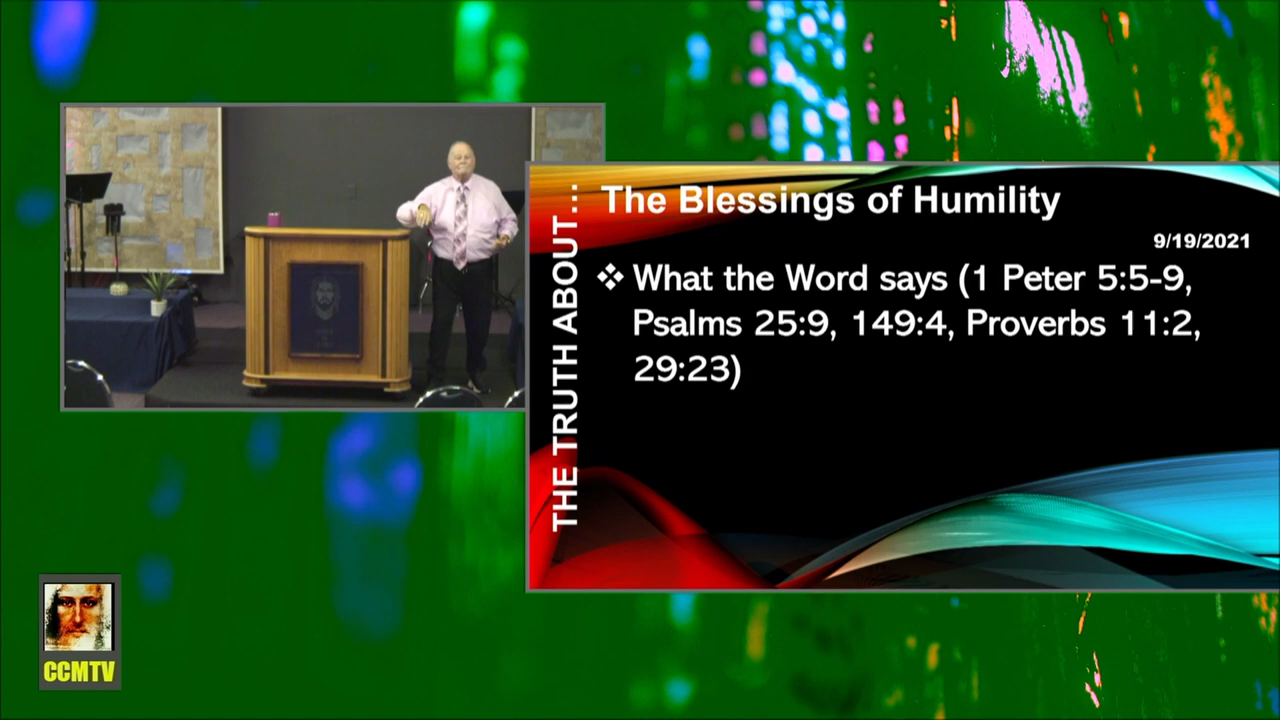 THE TRUTH ABOUT...
The Blessings of Humility
9/19/2021
❖ What the Word says (1 Peter 5:5-9,
Psalms 25:9, 149:4, Proverbs 11:2,
29:23)
CCMTV